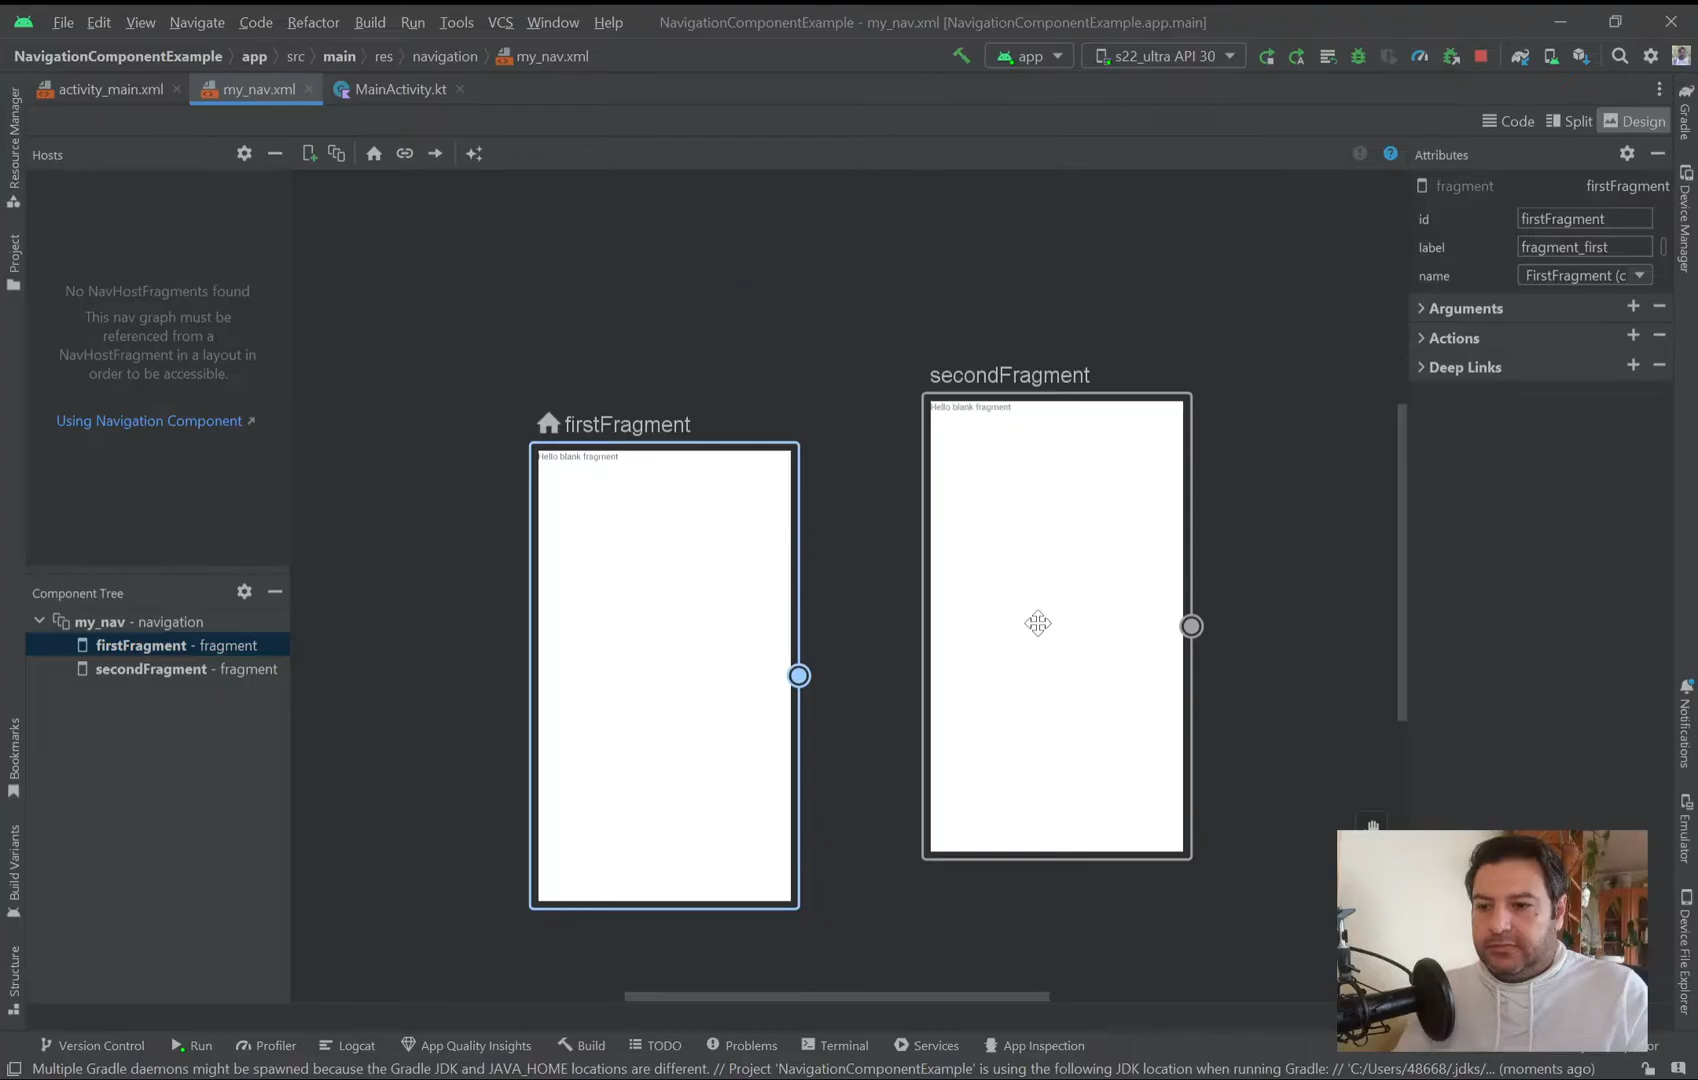 File Edit View Navigate Code Refactor Build Run Tools VCS Window Help NavigationComponentExample - my_nav.xml [NavigationComponentExample.app.main]
NavigationComponentExample app src main res navigation my_nav.xml app s22_ultra API 30
activity_main.xml my_nav.xml MainActivity.kt
Code Split Design
Hosts
Attributes
fragment firstFragment
id firstFragment
label fragment_first
name FirstFragment (c
Arguments
Actions
Deep Links
No NavHostFragments found
This nav graph must be
referenced from a
NavHostFragment in a layout in
order to be accessible.
Using Navigation Component
secondFragment
Hello blank fragment
firstFragment
Hello blank fragment
Component Tree
my_nav - navigation
firstFragment - fragment
secondFragment - fragment
Resource Manager
Project
Bookmarks
Build Variants
Structure
Gradle
Device Manager
Notifications
Emulator
Device File Explorer
Version Control Run Profiler Logcat App Quality Insights Build TODO Problems Terminal Services App Inspection
Multiple Gradle daemons might be spawned because the Gradle JDK and JAVA_HOME locations are different. // Project 'NavigationComponentExample' is using the following JDK location when running Gradle: // 'C:/Users/48668/.jdks/... (moments ago)